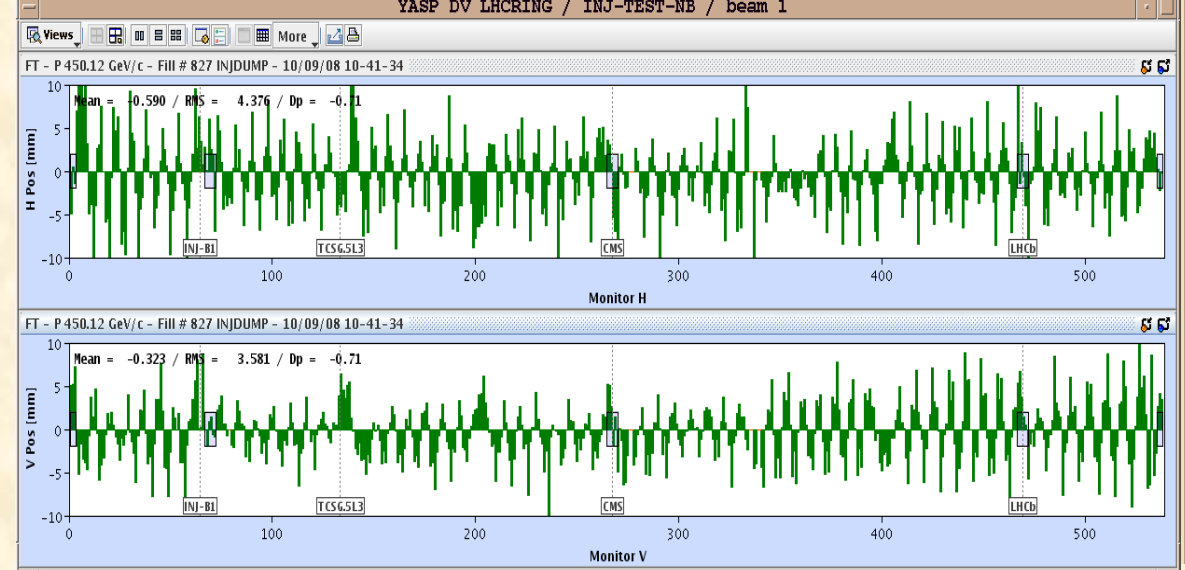 YASP DV LHCRING / INJ-TEST-NB / beam 1
Views More
FT - P 450.12 GeV/c - Fill # 827 INJDUMP - 10/09/08 10-41-34
Mean = -0.590 / RMS = 4.376 / Dp = -0.71
10
5
0
-5
-10
H Pos [mm]
INJ-B1 TCSG.5L3 CMS LHCb
0 100 200 300 400 500
Monitor H
FT - P 450.12 GeV/c - Fill # 827 INJDUMP - 10/09/08 10-41-34
Mean = -0.323 / RMS = 3.581 / Dp = -0.71
10
5
0
-5
-10
V Pos [mm]
INJ-B1 TCSG.5L3 CMS LHCb
0 100 200 300 400 500
Monitor V